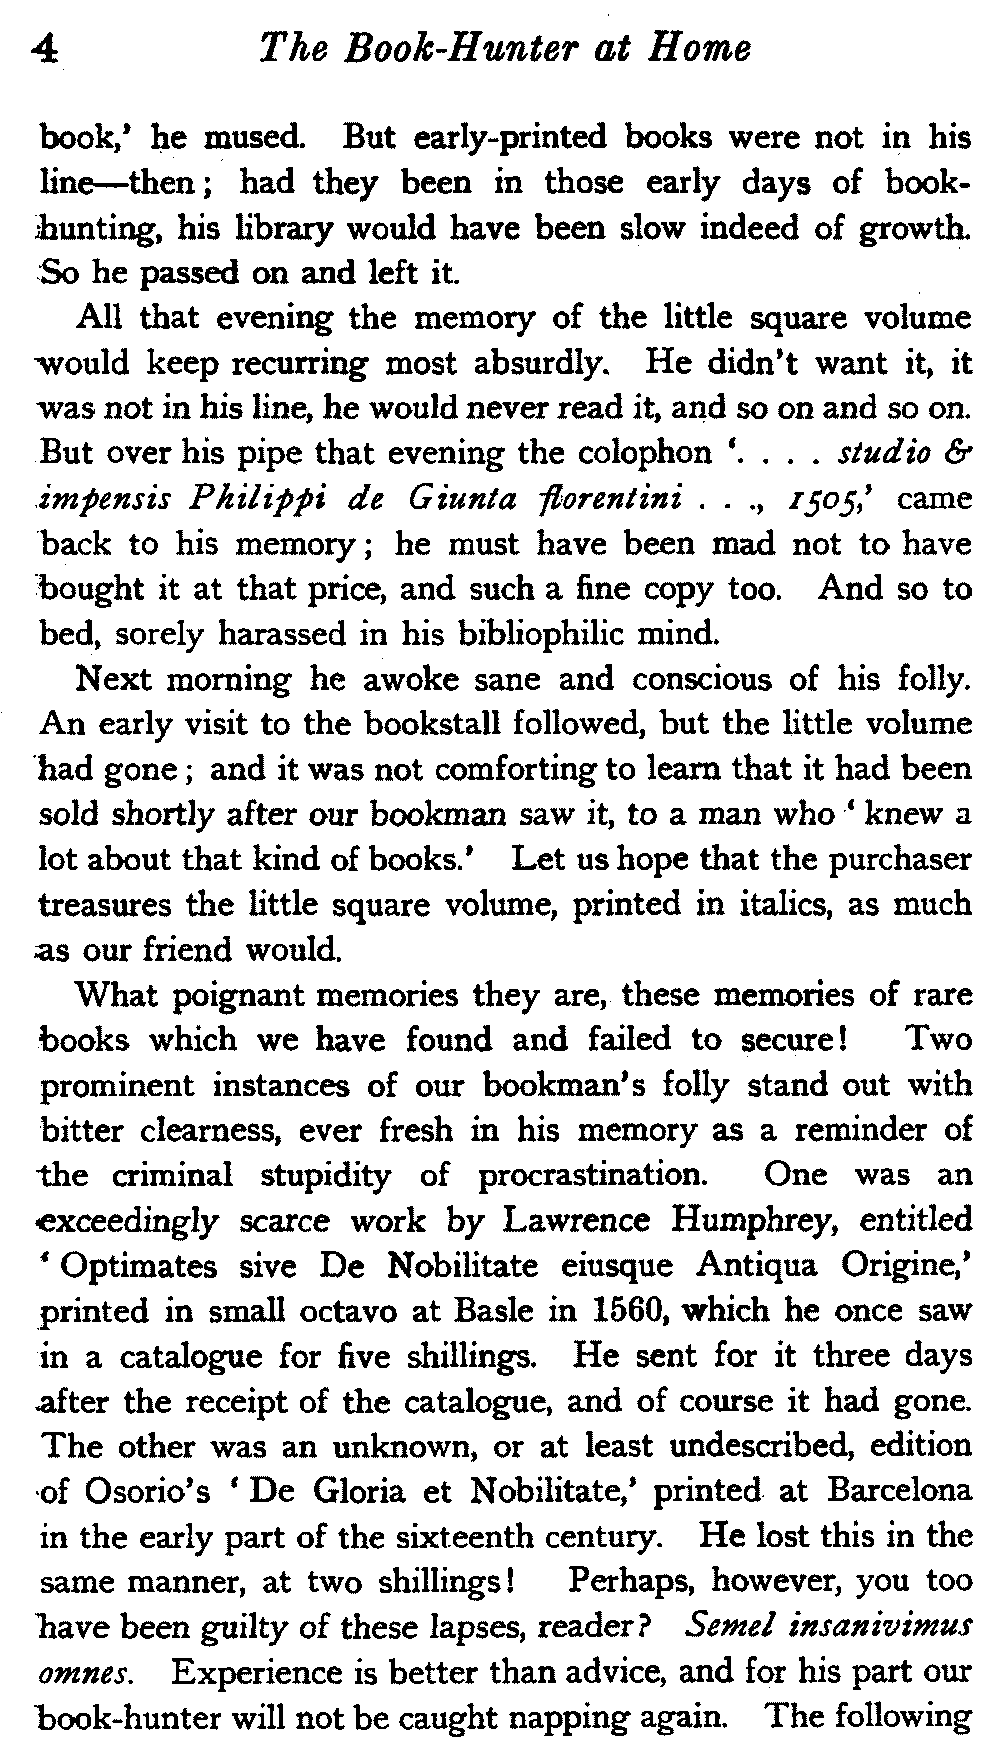 4 The Book-Hunter at Home
book,' he mused. But early-printed books were not in his
line—then; had they been in those early days of book-
hunting, his library would have been slow indeed of growth.
So he passed on and left it.
All that evening the memory of the little square volume
would keep recurring most absurdly. He didn't want it, it
was not in his line, he would never read it, and so on and so on.
But over his pipe that evening the colophon '. . . . studio &
impensis Philippi de Giunta florentini . . ., 1505,' came
back to his memory; he must have been mad not to have
bought it at that price, and such a fine copy too. And so to
bed, sorely harassed in his bibliophilic mind.
Next morning he awoke sane and conscious of his folly.
An early visit to the bookstall followed, but the little volume
had gone; and it was not comforting to learn that it had been
sold shortly after our bookman saw it, to a man who ' knew a
lot about that kind of books.' Let us hope that the purchaser
treasures the little square volume, printed in italics, as much
as our friend would.
What poignant memories they are, these memories of rare
books which we have found and failed to secure! Two
prominent instances of our bookman's folly stand out with
bitter clearness, ever fresh in his memory as a reminder of
the criminal stupidity of procrastination. One was an
exceedingly scarce work by Lawrence Humphrey, entitled
' Optimates sive De Nobilitate eiusque Antiqua Origine,'
printed in small octavo at Basle in 1560, which he once saw
in a catalogue for five shillings. He sent for it three days
after the receipt of the catalogue, and of course it had gone.
The other was an unknown, or at least undescribed, edition
of Osorio's ' De Gloria et Nobilitate,' printed at Barcelona
in the early part of the sixteenth century. He lost this in the
same manner, at two shillings! Perhaps, however, you too
have been guilty of these lapses, reader? Semel insanivimus
omnes. Experience is better than advice, and for his part our
book-hunter will not be caught napping again. The following